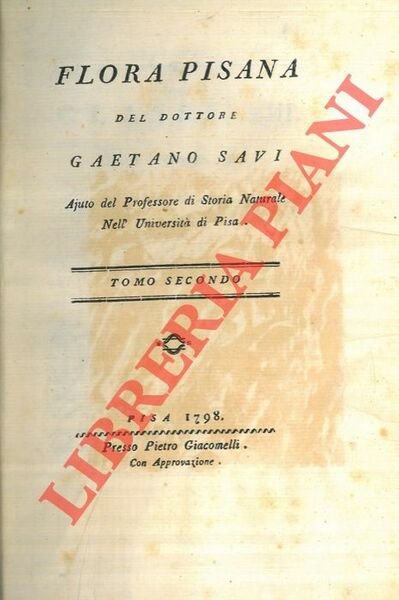 FLORA PISANA
DEL DOTTORE
GAETANO SAVI
Ajuto del Professore di Storia Naturale
Nell' Università di Pisa.
TOMO SECONDO
PISA 1798.
Presso Pietro Giacomelli.
Con Approvazione.
LIBRERIA PIANI